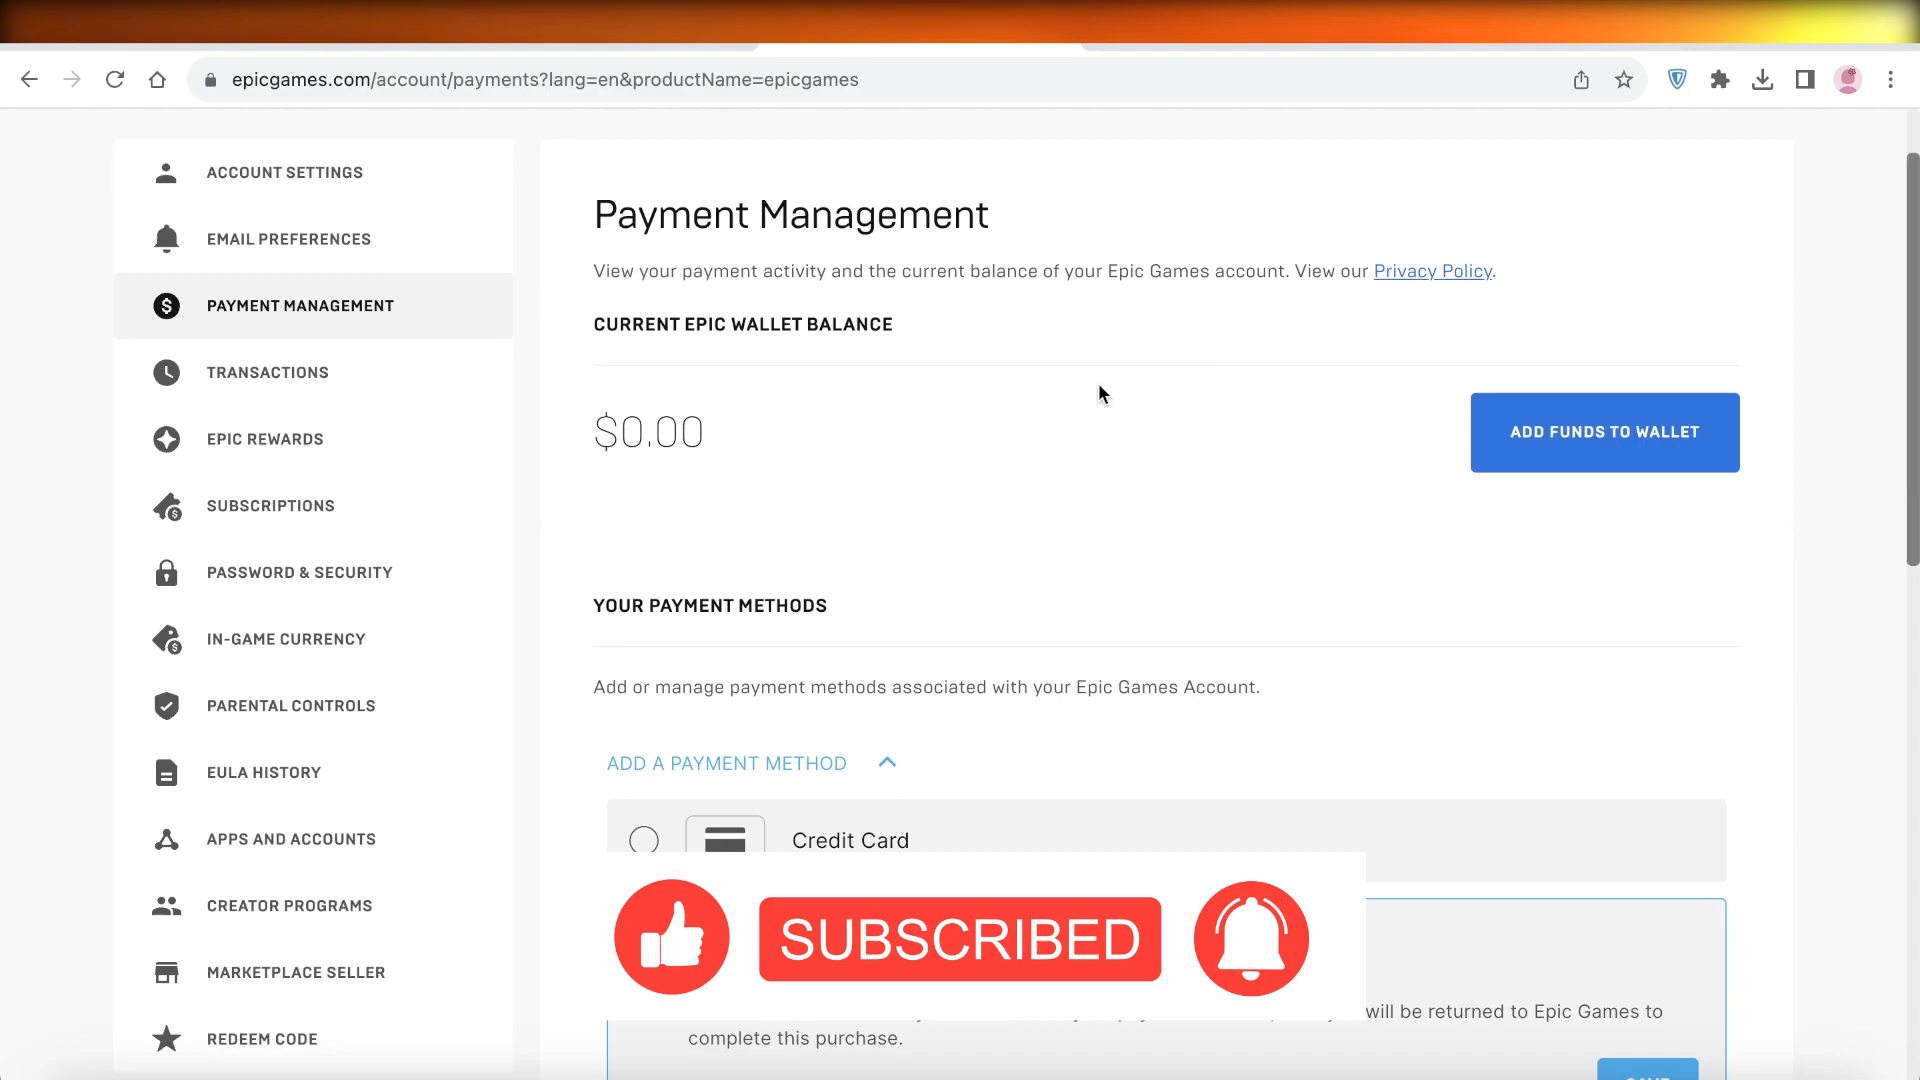 epicgames.com/account/payments?lang=en&productName=epicgames
ACCOUNT SETTINGS
EMAIL PREFERENCES
PAYMENT MANAGEMENT
TRANSACTIONS
EPIC REWARDS
SUBSCRIPTIONS
PASSWORD & SECURITY
IN-GAME CURRENCY
PARENTAL CONTROLS
EULA HISTORY
APPS AND ACCOUNTS
CREATOR PROGRAMS
MARKETPLACE SELLER
REDEEM CODE
Payment Management
View your payment activity and the current balance of your Epic Games account. View our Privacy Policy.
CURRENT EPIC WALLET BALANCE
$0.00
ADD FUNDS TO WALLET
YOUR PAYMENT METHODS
Add or manage payment methods associated with your Epic Games Account.
ADD A PAYMENT METHOD
Credit Card
SUBSCRIBED
will be returned to Epic Games to
complete this purchase.